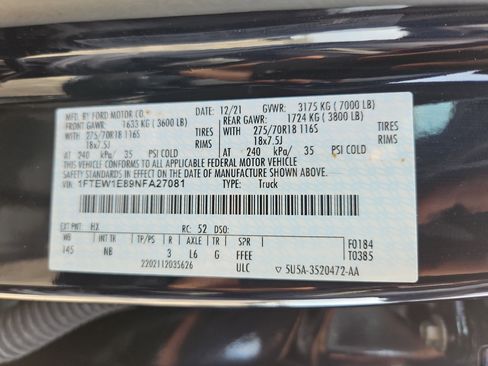 MFD. BY FORD MOTOR CO. 12/21 GVWR: 3175 KG (7000 LB)
FRONT GAWR: 1633 KG (3600 LB) REAR GAWR: 1724 KG (3800 LB)
WITH 275/70R18 116S TIRES WITH 275/70R18 116S TIRES
18x7.5J RIMS 18x7.5J RIMS
AT 240 kPa/ 35 PSI COLD AT 240 kPa/ 35 PSI COLD
THIS VEHICLE CONFORMS TO ALL APPLICABLE FEDERAL MOTOR VEHICLE
SAFETY STANDARDS IN EFFECT ON THE DATE OF MANUFACTURE SHOWN ABOVE.
VIN: 1FTEW1E89NFA27081 TYPE: Truck
EXT PNT: HX RC: 52 DSO: F0184
WB INT TR TR R AXLE TR SPR T0385
145 NB 3 L6 G FFEE
2202112035626 ULC 5U5A-3520472-AA